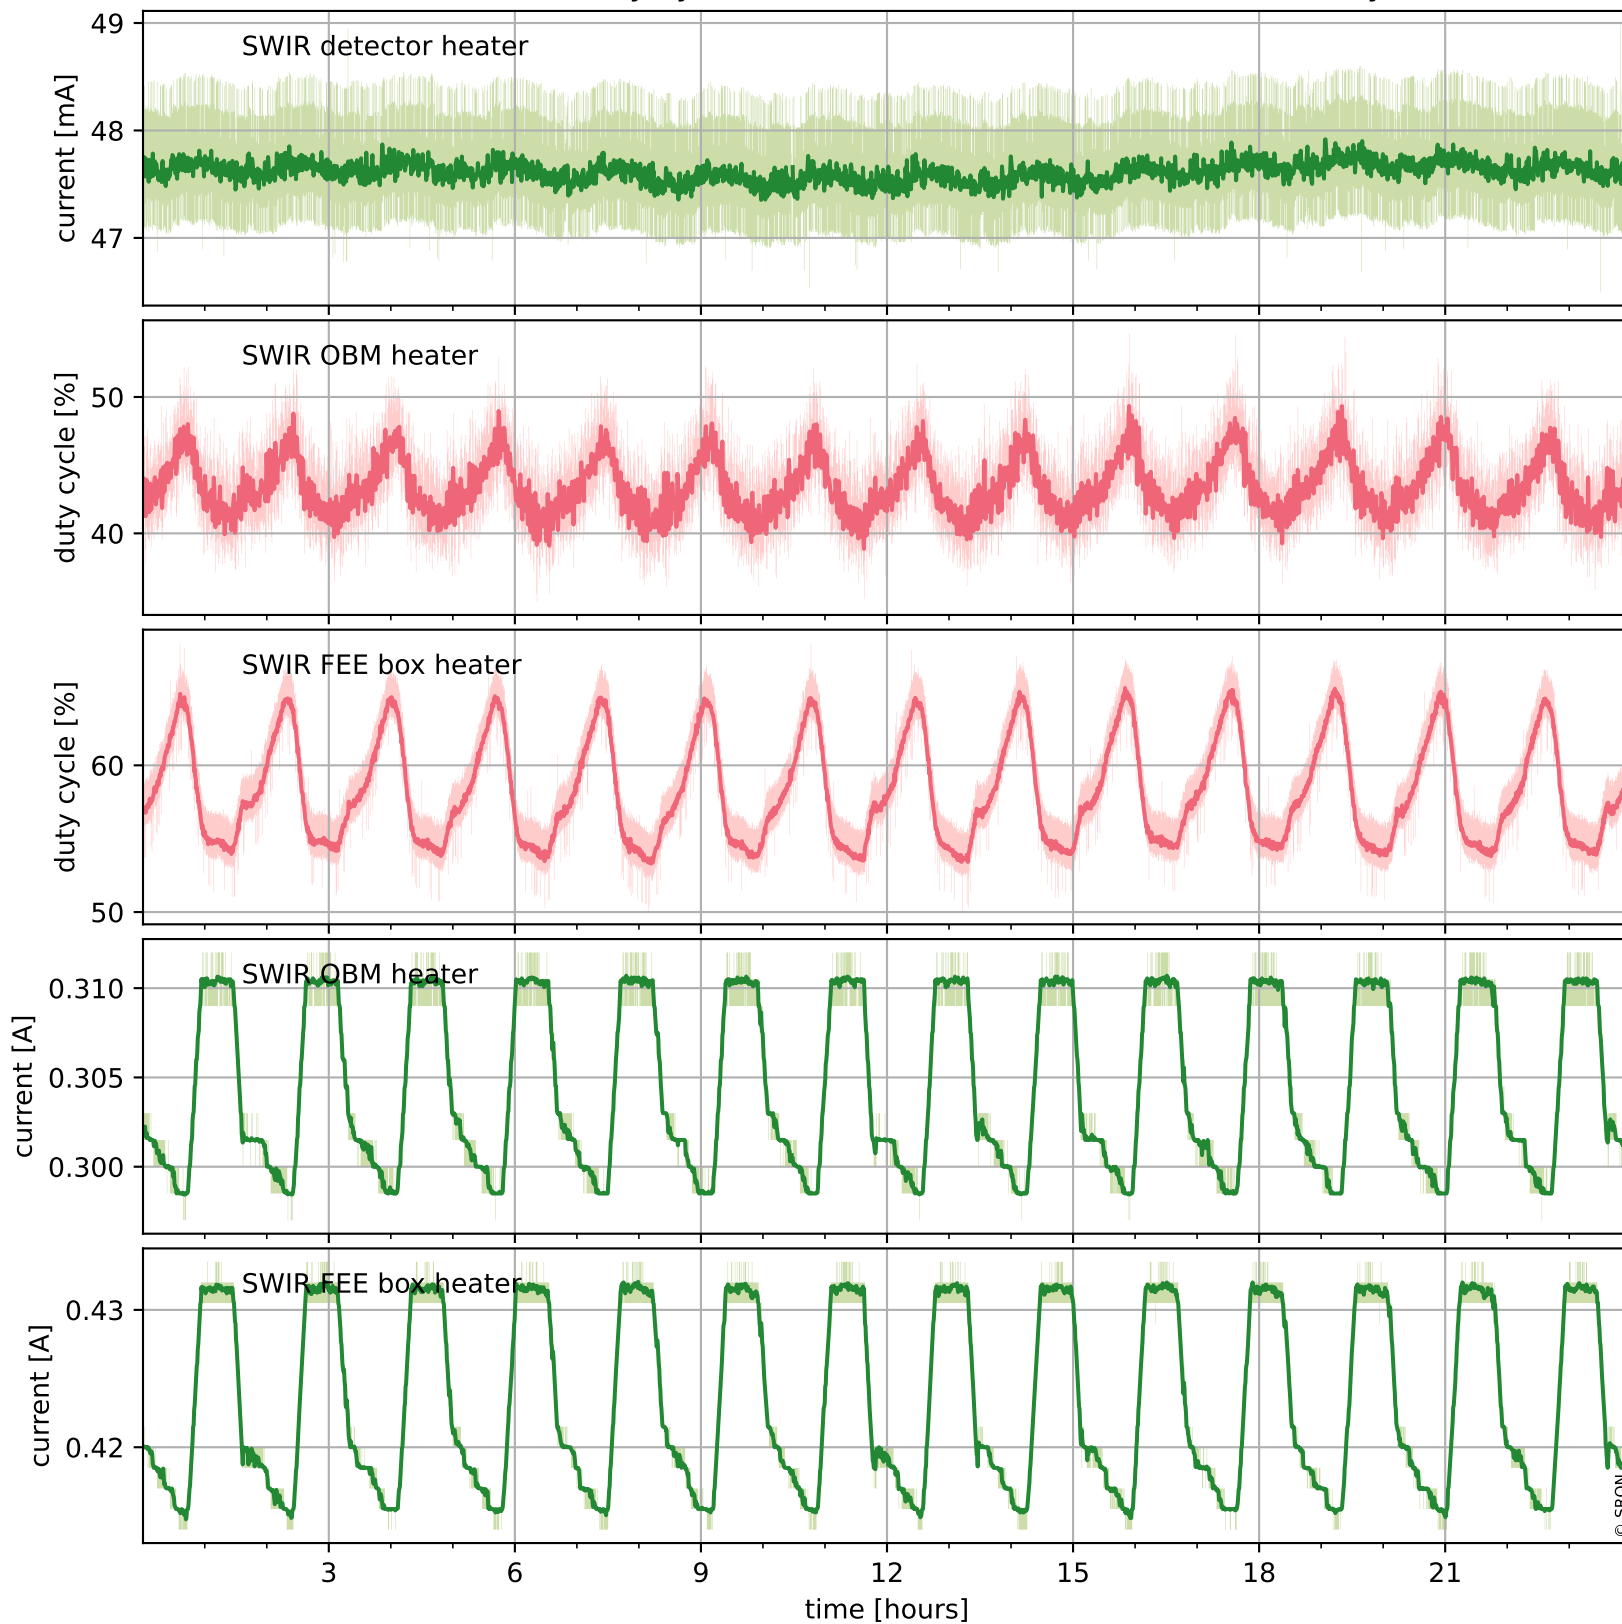 49
SWIR detector heater
48
47
current [mA]
SWIR OBM heater
50
40
duty cycle [%]
SWIR FEE box heater
60
50
duty cycle [%]
SWIR OBM heater
0.310
0.305
0.300
current [A]
SWIR FEE box heater
0.43
0.42
current [A]
© SRON
3 6 9 12 15 18 21
time [hours]